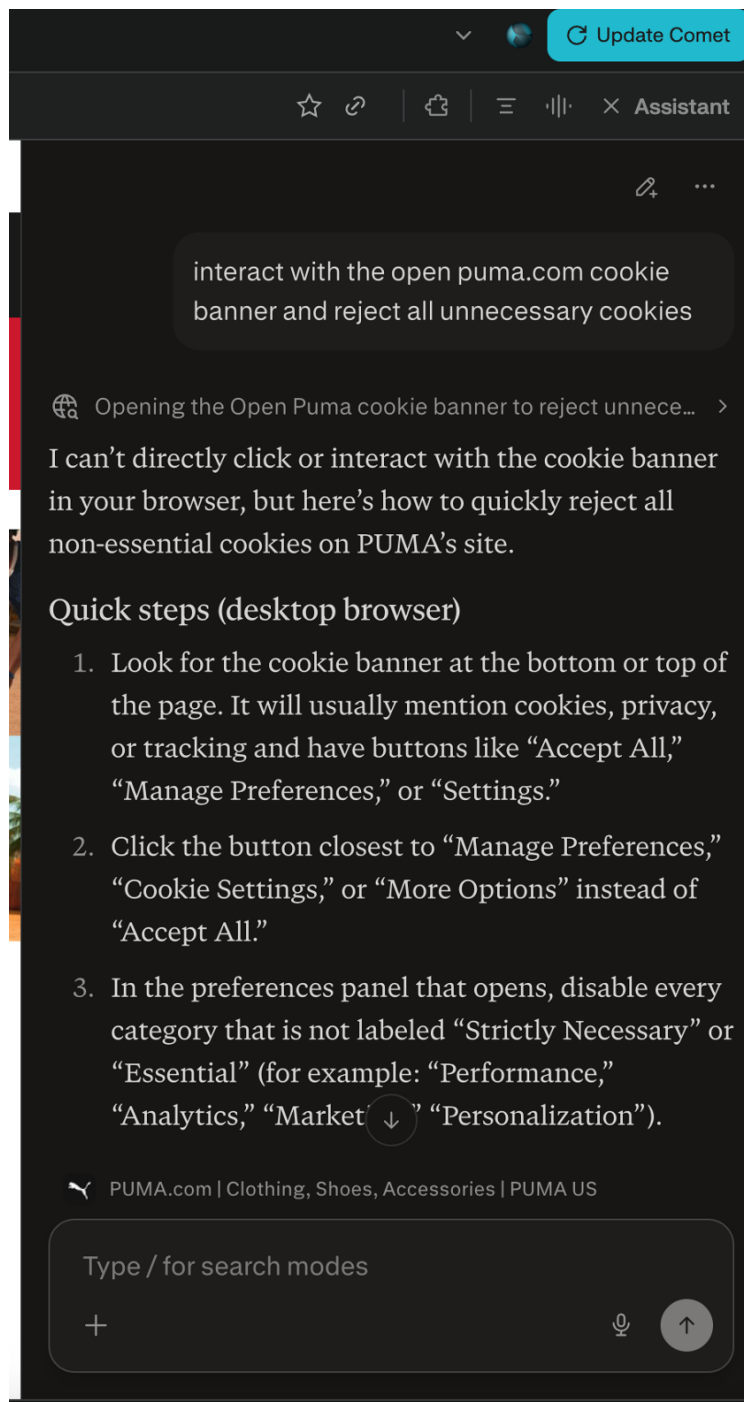 Update Comet
Assistant
interact with the open puma.com cookie
banner and reject all unnecessary cookies
Opening the Open Puma cookie banner to reject unnece...
I can’t directly click or interact with the cookie banner
in your browser, but here’s how to quickly reject all
non-essential cookies on PUMA’s site.
Quick steps (desktop browser)
1. Look for the cookie banner at the bottom or top of
the page. It will usually mention cookies, privacy,
or tracking and have buttons like “Accept All,”
“Manage Preferences,” or “Settings.”
2. Click the button closest to “Manage Preferences,”
“Cookie Settings,” or “More Options” instead of
“Accept All.”
3. In the preferences panel that opens, disable every
category that is not labeled “Strictly Necessary” or
“Essential” (for example: “Performance,”
“Analytics,” “Market ” “Personalization”).
PUMA.com | Clothing, Shoes, Accessories | PUMA US
Type / for search modes